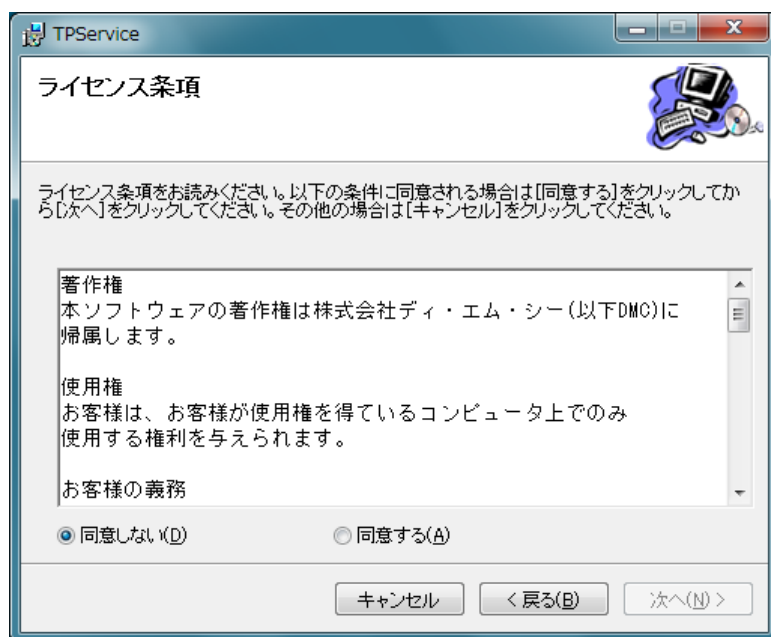 TPService
ライセンス条項
ライセンス条項をお読みください。以下の条件に同意される場合は[同意する]をクリックしてか
ら[次へ]をクリックしてください。その他の場合は[キャンセル]をクリックしてください。
著作権
本ソフトウェアの著作権は株式会社ディ・エム・シー(以下DMC)に
帰属します。
使用権
お客様は、お客様が使用権を得ているコンピュータ上でのみ
使用する権利を与えられます。
お客様の義務
同意しない(D)
同意する(A)
キャンセル
< 戻る(B)
次へ(N) >